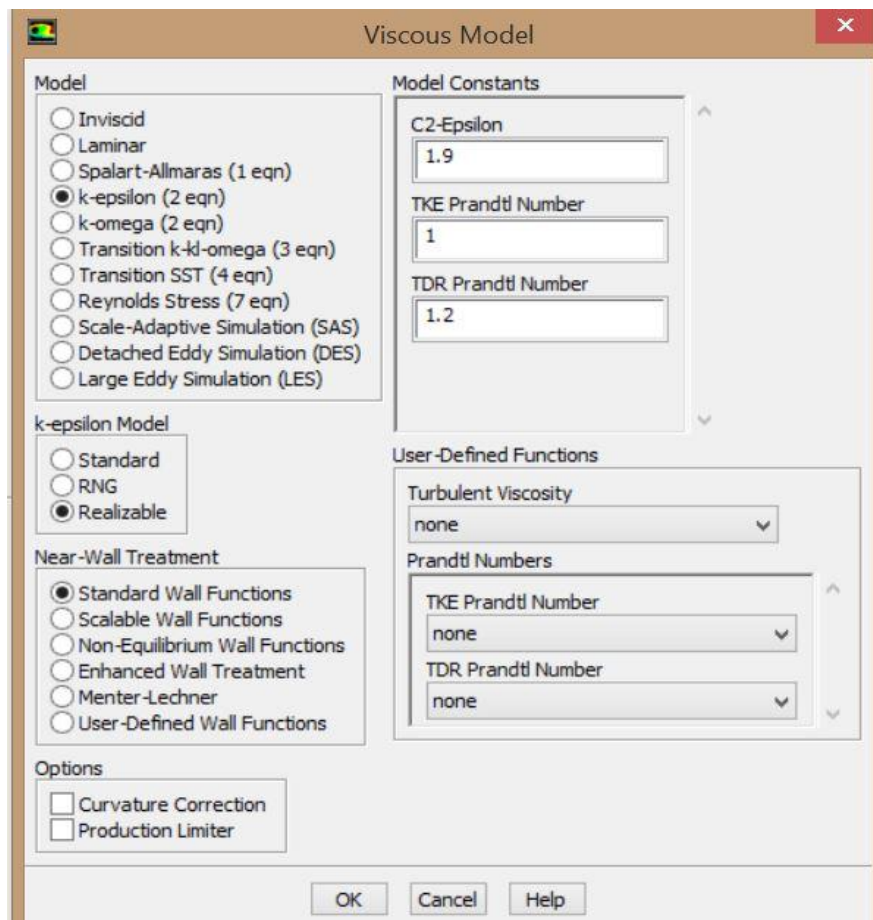 Viscous Model
Model
Inviscid
Laminar
Spalart-Allmaras (1 eqn)
k-epsilon (2 eqn)
k-omega (2 eqn)
Transition k-kl-omega (3 eqn)
Transition SST (4 eqn)
Reynolds Stress (7 eqn)
Scale-Adaptive Simulation (SAS)
Detached Eddy Simulation (DES)
Large Eddy Simulation (LES)
k-epsilon Model
Standard
RNG
Realizable
Near-Wall Treatment
Standard Wall Functions
Scalable Wall Functions
Non-Equilibrium Wall Functions
Enhanced Wall Treatment
Menter-Lechner
User-Defined Wall Functions
Options
Curvature Correction
Production Limiter
Model Constants
C2-Epsilon
1.9
TKE Prandtl Number
1
TDR Prandtl Number
1.2
User-Defined Functions
Turbulent Viscosity
none
Prandtl Numbers
TKE Prandtl Number
none
TDR Prandtl Number
none
OK
Cancel
Help